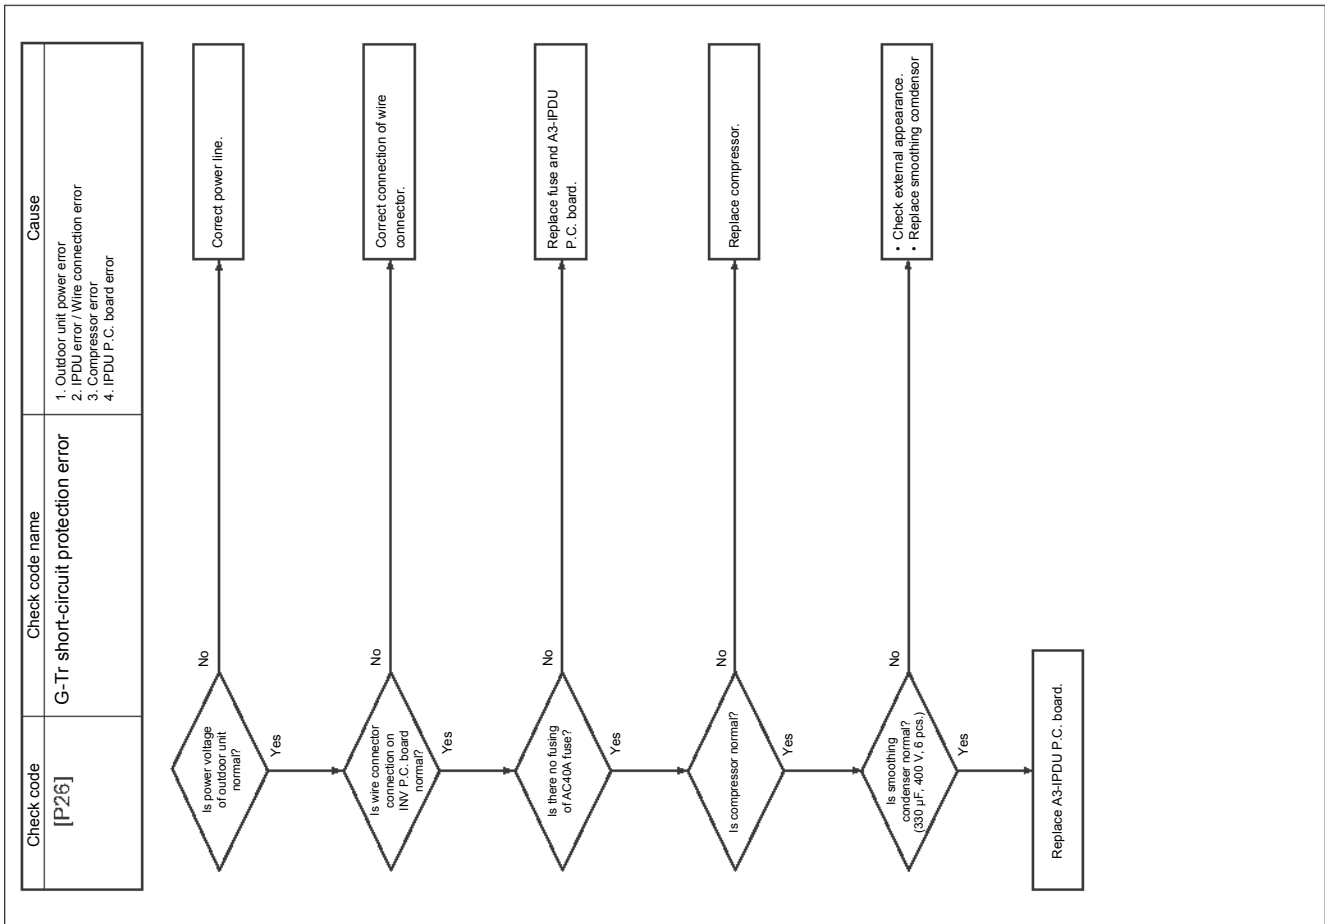 Check code
Check code name
Cause
[P26]
G-Tr short-circuit protection error
1. Outdoor unit power error
2. IPDU error / Wire connection error
3. Compressor error
4. IPDU P.C. board error
Is power voltage
of outdoor unit
normal?
No
Correct power line.
Yes
Is wire connector
connection on
INV P.C. board
normal?
No
Correct connection of wire
connector.
Yes
Is there no fusing
of AC40A fuse?
No
Replace fuse and A3-IPDU
P.C. board.
Yes
Is compressor normal?
No
Replace compressor.
Yes
Is smoothing
condenser normal?
(330 µF, 400 V, 6 pcs.)
No
• Check external appearance.
• Replace smoothing comdensor
Yes
Replace A3-IPDU P.C. board.